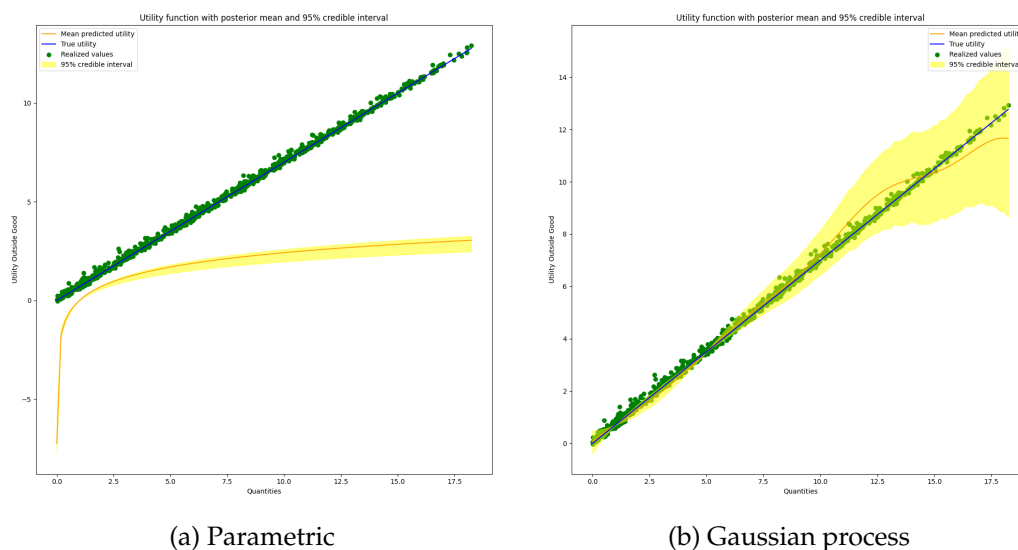 Utility function with posterior mean and 95% credible interval
Mean predicted utility
True utility
Realized values
95% credible interval
10
5
0
−5
Utility Outside Good
0.0 2.5 5.0 7.5 10.0 12.5 15.0 17.5
Quantities
(a) Parametric
Utility function with posterior mean and 95% credible interval
Mean predicted utility
True utility
Realized values
95% credible interval
14
12
10
8
6
4
2
0
Utility Outside Good
0.0 2.5 5.0 7.5 10.0 12.5 15.0 17.5
Quantities
(b) Gaussian process